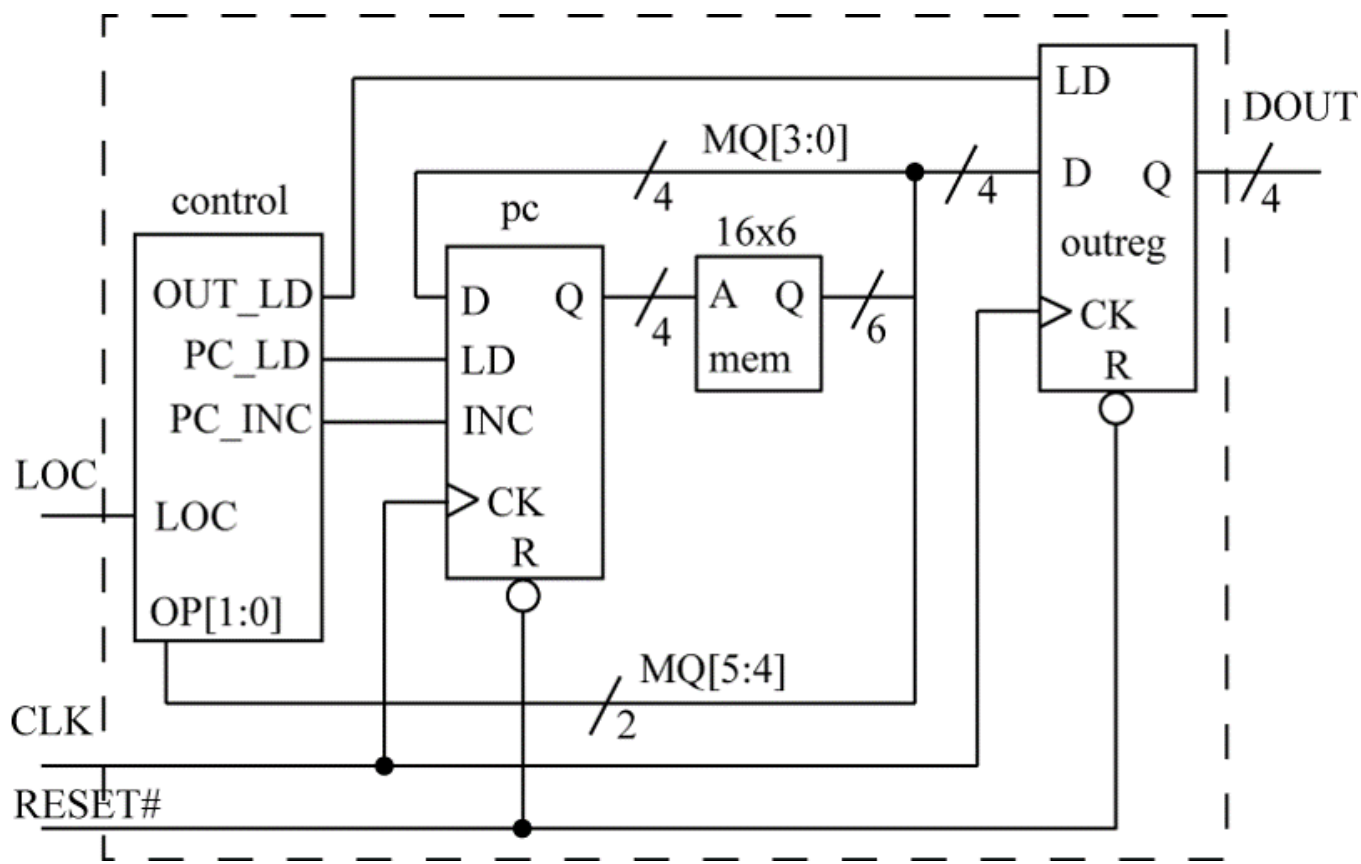 LD
DOUT
MQ[3:0]
4
4
D
Q
4
control
pc
16x6
outreg
OUT_LD
D
Q
4
A
Q
6
CK
PC_LD
LD
mem
R
PC_INC
INC
LOC
LOC
CK
R
OP[1:0]
MQ[5:4]
2
CLK
RESET#